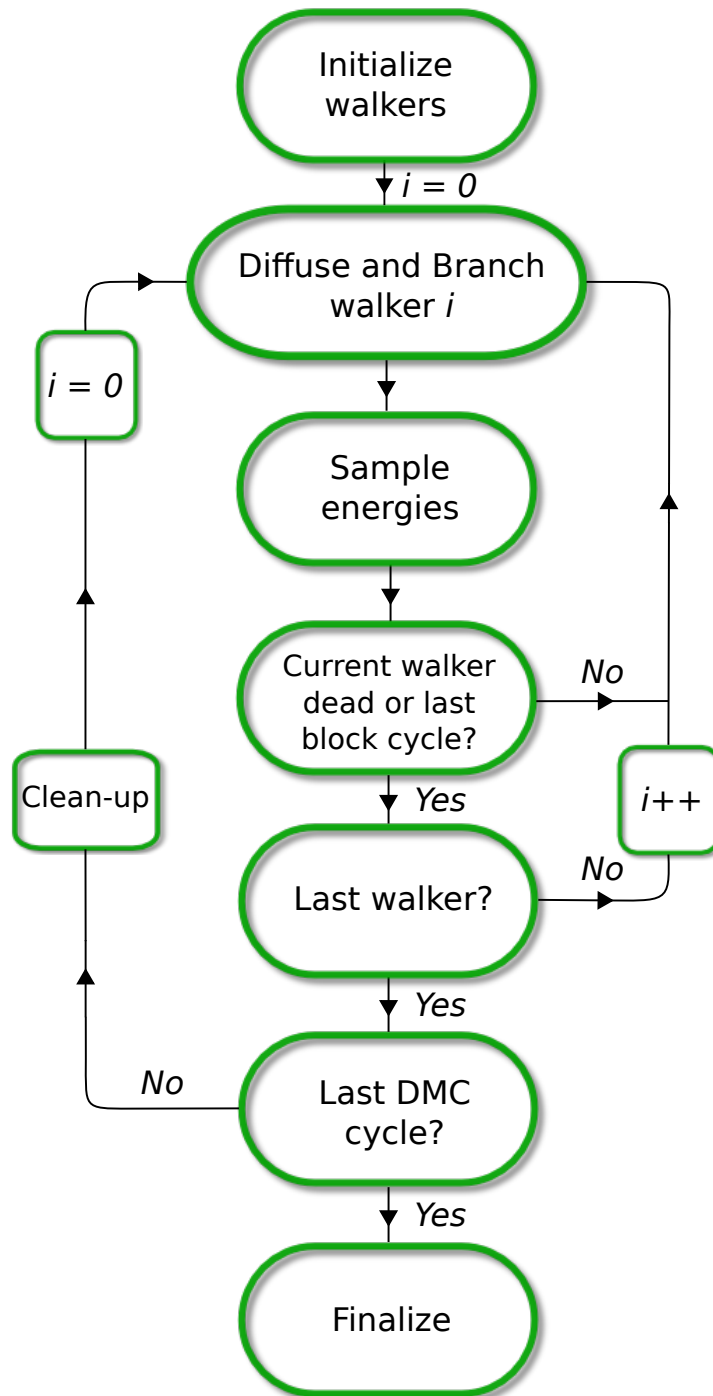 Initialize
walkers
i = 0
Diffuse and Branch
walker i
i = 0
Sample
energies
Current walker
dead or last
block cycle?
No
Yes
Clean-up
i++
No
Last walker?
Yes
No
Last DMC
cycle?
Yes
Finalize